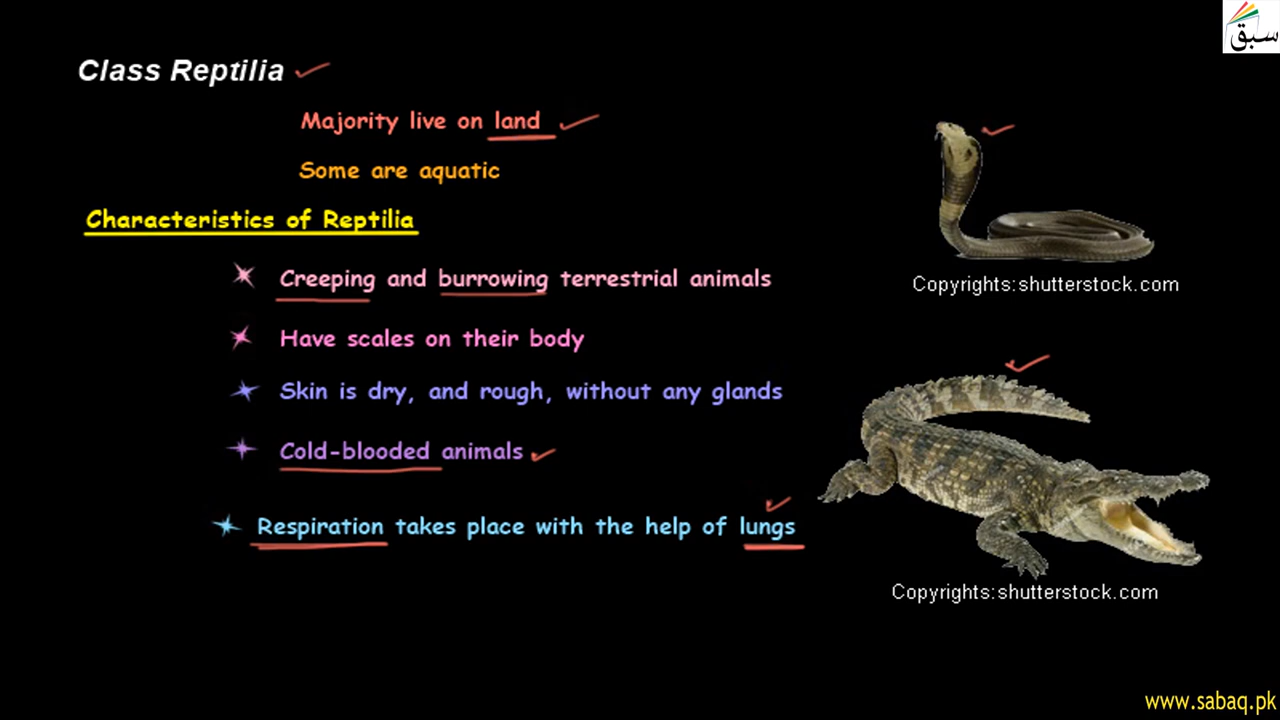 سبق
Class Reptilia
Majority live on land
Some are aquatic
Characteristics of Reptilia
Creeping and burrowing terrestrial animals
Have scales on their body
Skin is dry, and rough, without any glands
Cold-blooded animals
Respiration takes place with the help of lungs
Copyrights:shutterstock.com
Copyrights:shutterstock.com
www.sabaq.pk